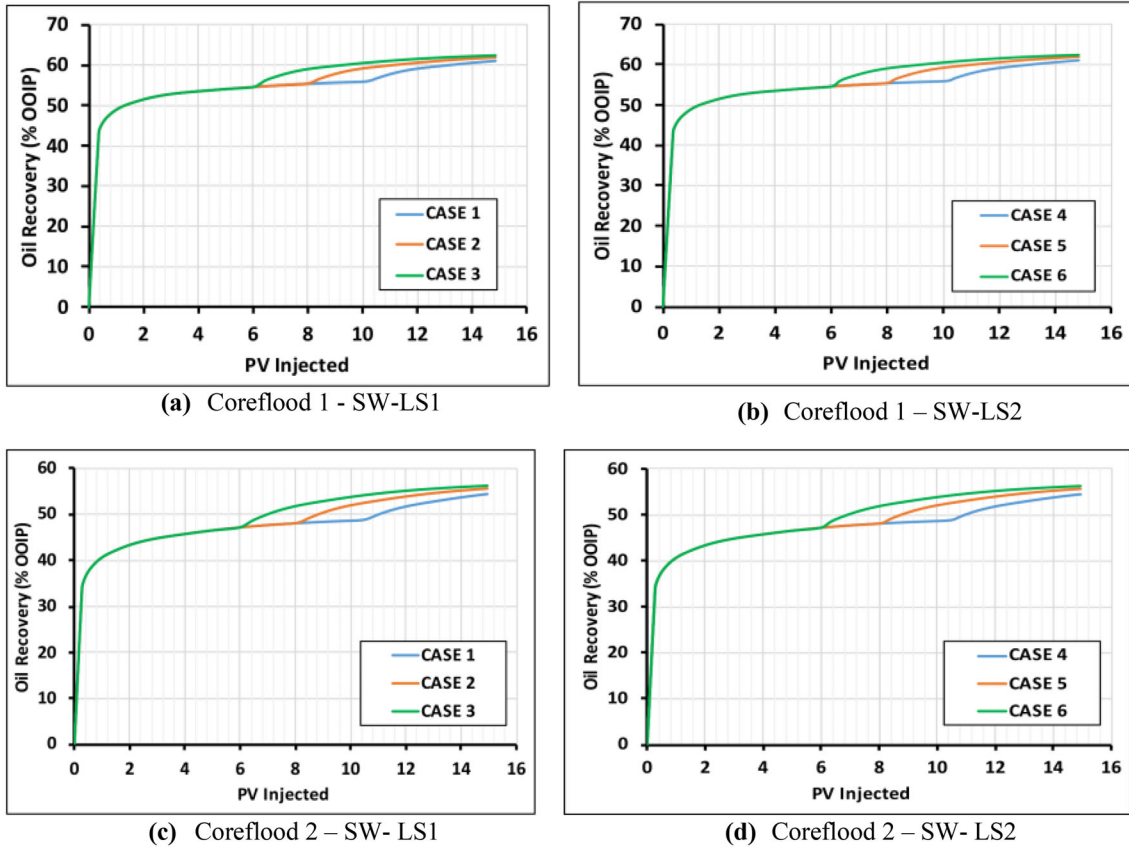 Oil Recovery (% OOIP)
70
60
50
40
30
20
10
0
CASE 1
CASE 2
CASE 3
0 2 4 6 8 10 12 14 16
PV Injected
(a) Coreflood 1 - SW-LS1
Oil Recovery (% OOIP)
70
60
50
40
30
20
10
0
CASE 4
CASE 5
CASE 6
0 2 4 6 8 10 12 14 16
PV Injected
(b) Coreflood 1 – SW-LS2
Oil Recovery (% OOIP)
60
50
40
30
20
10
0
CASE 1
CASE 2
CASE 3
0 2 4 6 8 10 12 14 16
PV Injected
(c) Coreflood 2 – SW- LS1
Oil Recovery (% OOIP)
60
50
40
30
20
10
0
CASE 4
CASE 5
CASE 6
0 2 4 6 8 10 12 14 16
PV Injected
(d) Coreflood 2 – SW- LS2